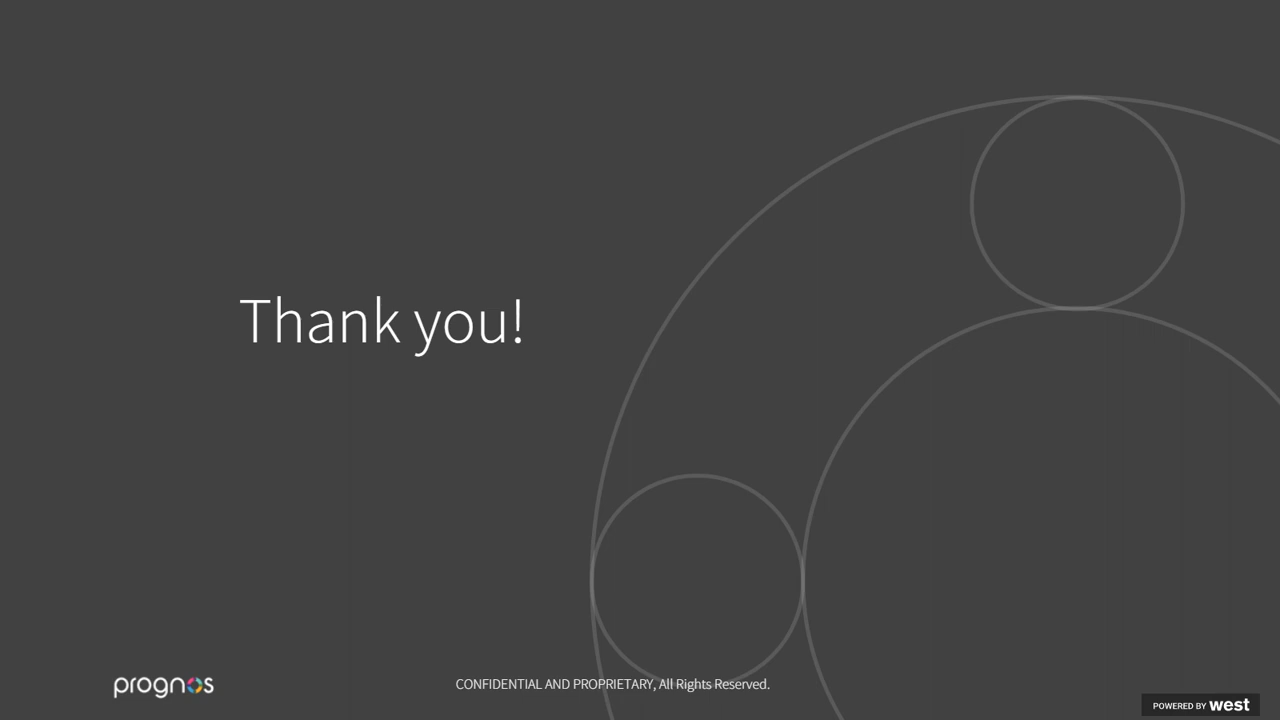 Thank you!
prognos
CONFIDENTIAL AND PROPRIETARY, All Rights Reserved.
POWERED BY west